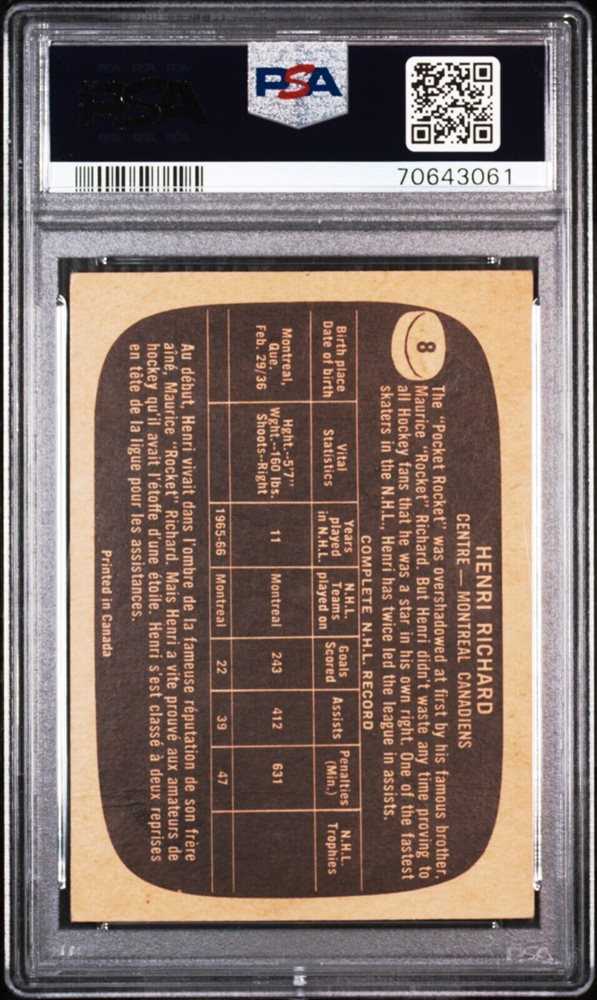 PSA
PSA
70643061
8
HENRI RICHARD
CENTRE — MONTREAL CANADIENS
The "Pocket Rocket" was overshadowed at first by his famous brother,
Maurice "Rocket" Richard. But Henri didn't waste any time proving to
all Hockey fans that he was a star in his own right. One of the fastest
skaters in the N.H.L., Henri has twice led the league in assists.
COMPLETE N.H.L. RECORD
Birth place Date of birth | Vital Statistics | Years played in N.H.L. | N.H.L. Teams played on | Goals Scored | Assists | Penalties (Min.) | N.H.L. Trophies
Montreal, Que. Feb. 29/36 | Hght.--5'7" Wght.--160 lbs. Shoots--Right | 11 | Montreal | 243 | 412 | 631
1965-66 | Montreal | 22 | 39 | 47
Au début, Henri vivait dans l'ombre de la fameuse réputation de son frère
ainé, Maurice "Rocket" Richard. Mais Henri a vite prouvé aux amateurs de
hockey qu'il avait l'étoffe d'une étoile. Henri s'est classé à deux reprises
en tête de la ligue pour les assistances.
Printed in Canada
PSA